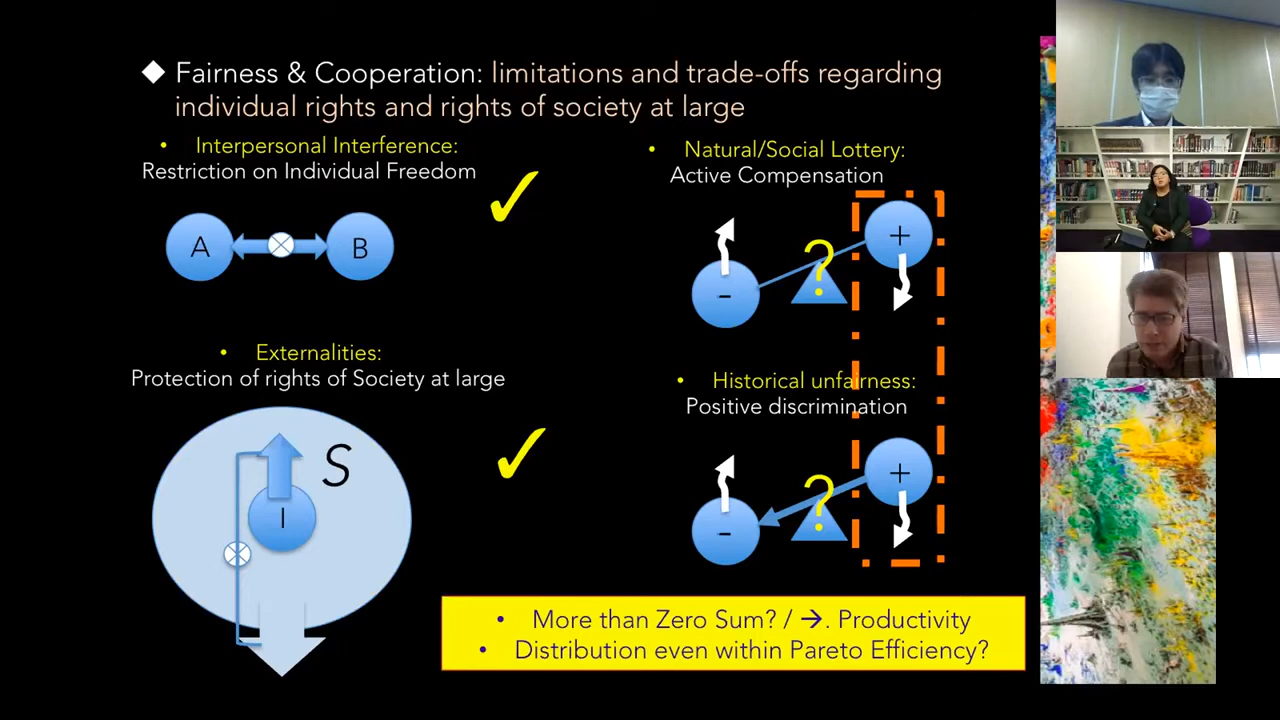 ◆ Fairness & Cooperation: limitations and trade-offs regarding
individual rights and rights of society at large
• Interpersonal Interference:
Restriction on Individual Freedom
A
B
• Natural/Social Lottery:
Active Compensation
+
?
-
• Externalities:
Protection of rights of Society at large
S
I
• Historical unfairness:
Positive discrimination
+
?
-
• More than Zero Sum? / →. Productivity
• Distribution even within Pareto Efficiency?